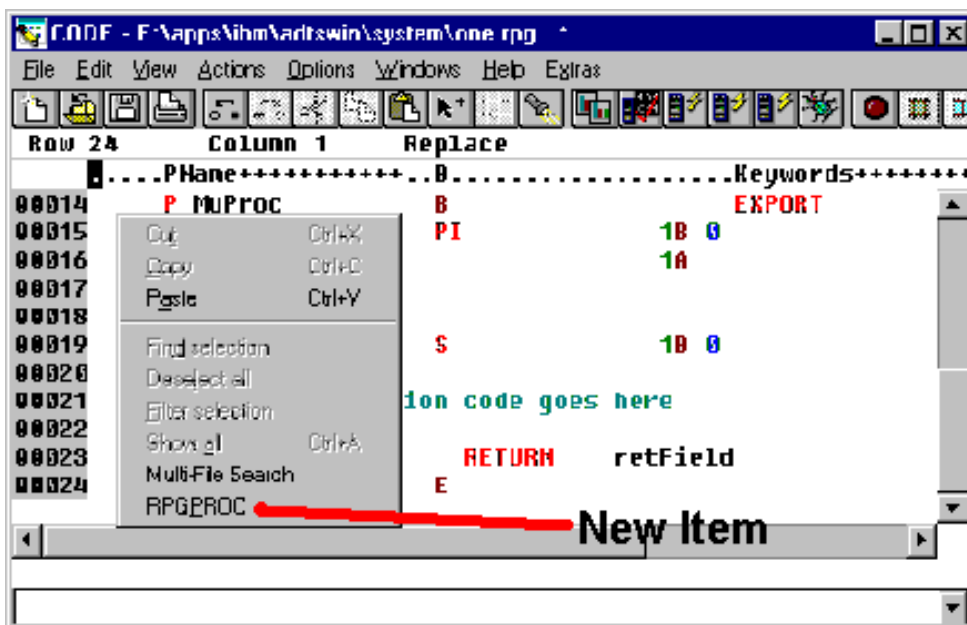 CODE - E:\apps\ibm\adtswin\system\one.rpg *
File Edit View Actions Options Windows Help Extras
Row 24 Column 1 Replace
.....PName+++++++++++..B...................Keywords++++++++
00014 P MyProc B EXPORT
00015 PI 1B 0
00016 1A
00017
00018
00019 S 1B 0
00020
00021 ion code goes here
00022
00023 RETURN retField
00024 E
Cut Ctrl+X
Copy Ctrl+C
Paste Ctrl+V
Find selection
Deselect all
Filter selection
Show all Ctrl+A
Multi-File Search
RPGPROC
New Item